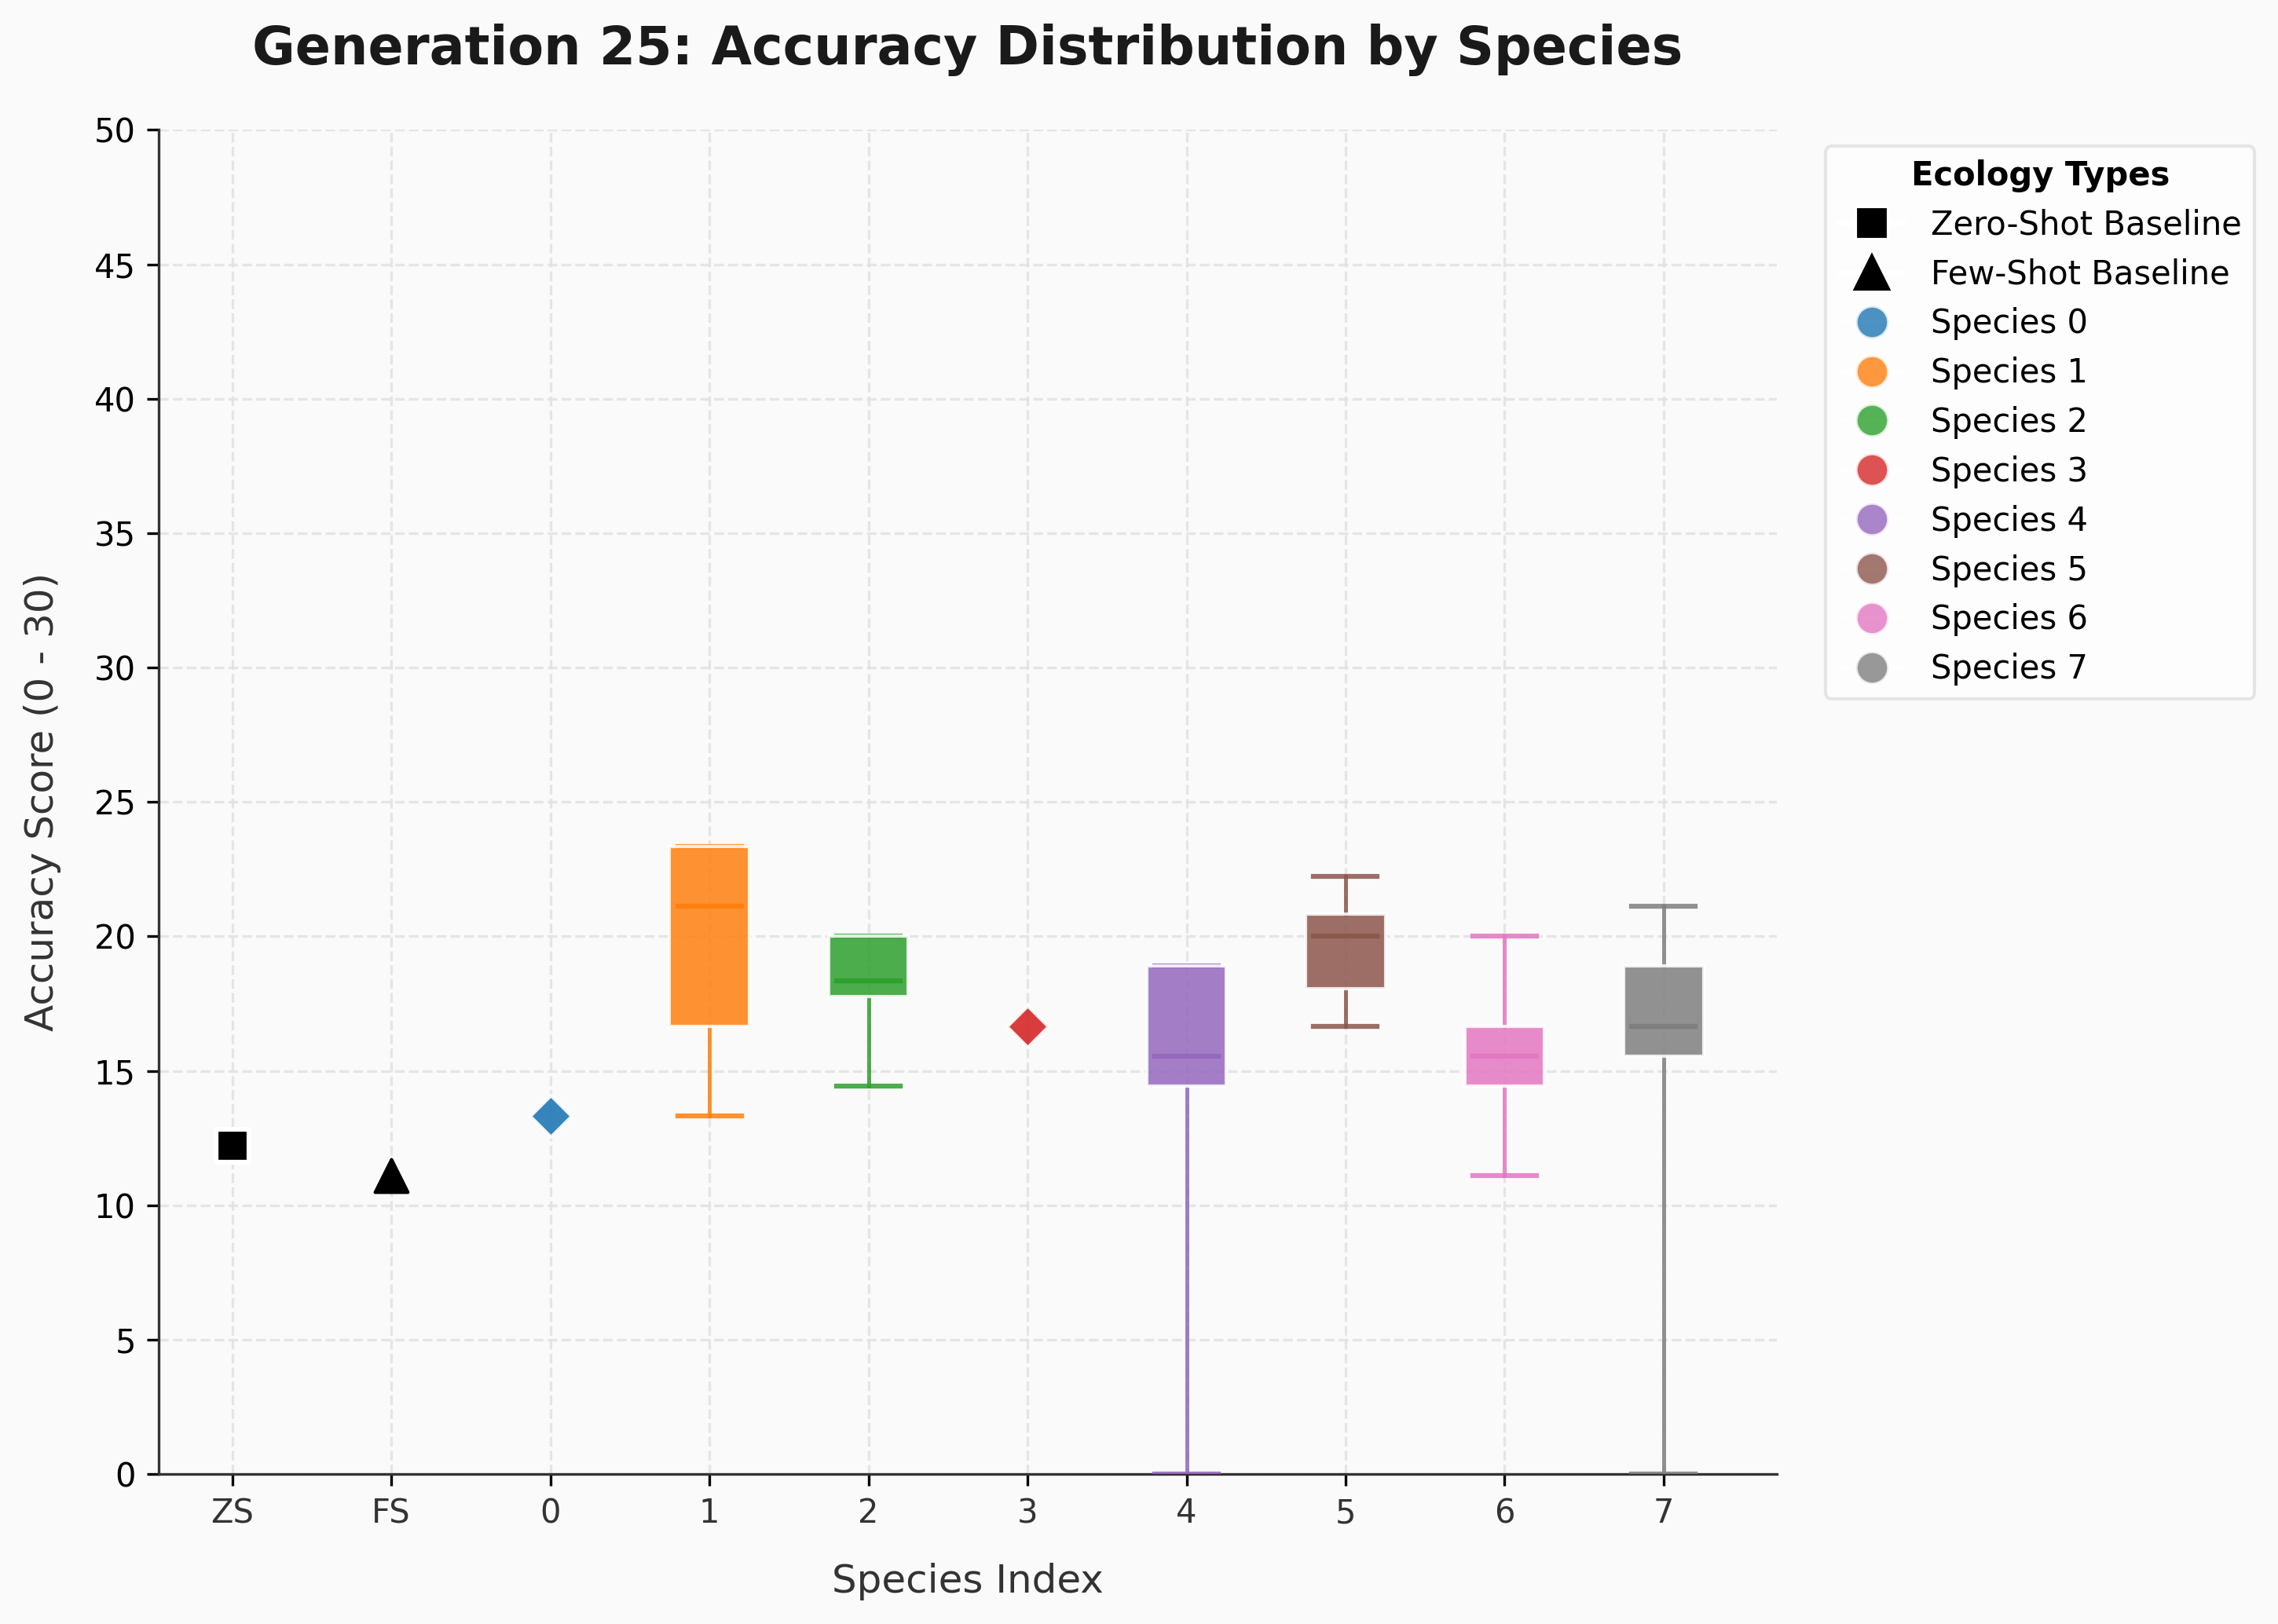 Generation 25: Accuracy Distribution by Species
50
45
40
35
30
25
20
15
10
5
0
Accuracy Score (0 - 30)
ZS FS 0 1 2 3 4 5 6 7
Species Index
Ecology Types
Zero-Shot Baseline
Few-Shot Baseline
Species 0
Species 1
Species 2
Species 3
Species 4
Species 5
Species 6
Species 7